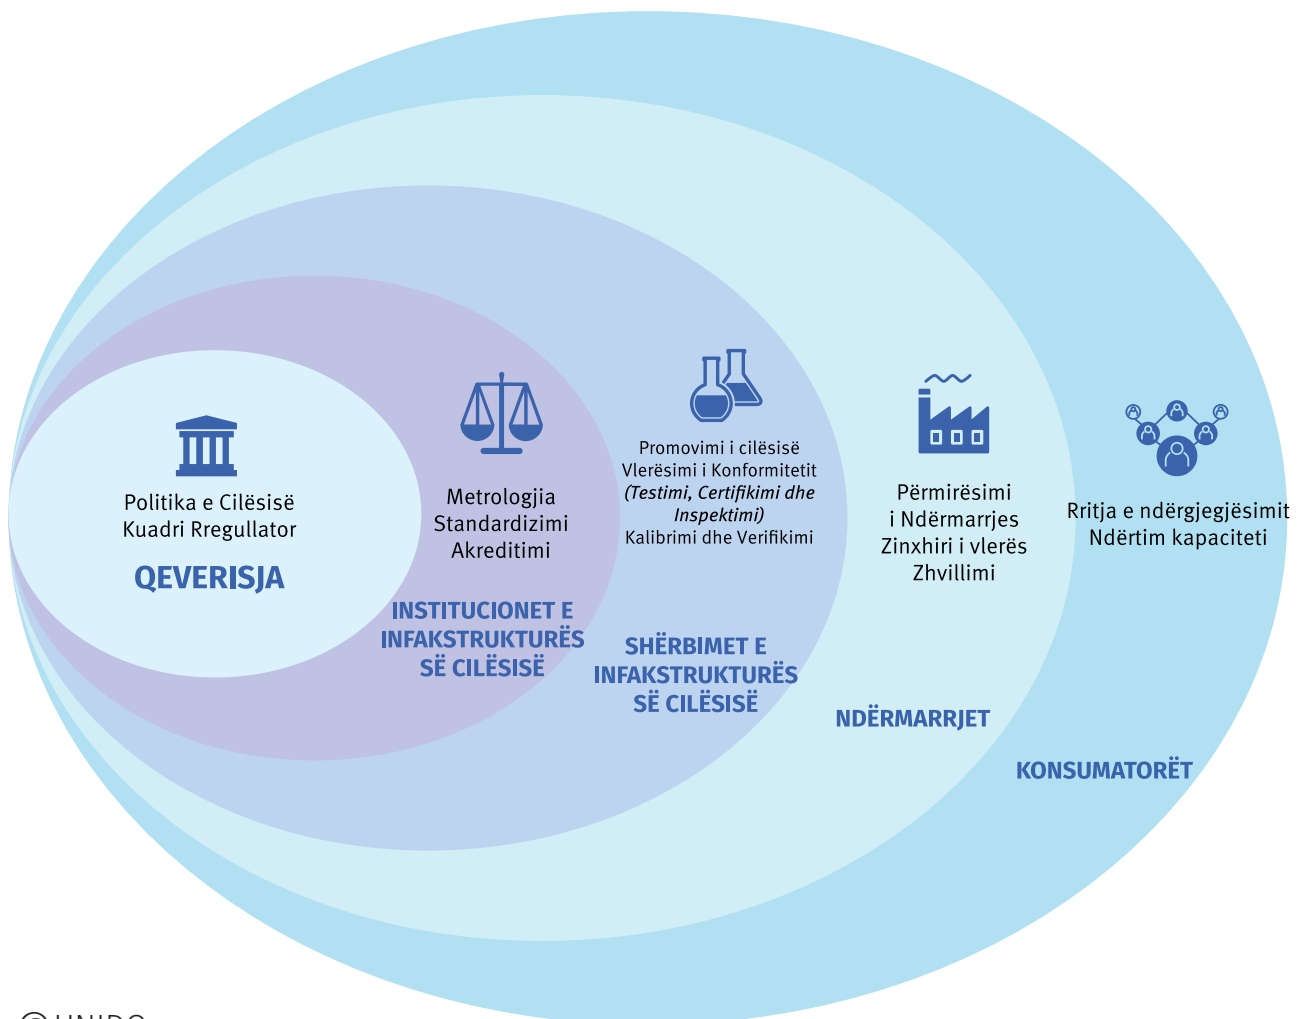 Politika e Cilësisë
Kuadri Rregullator
QEVERISJA
Metrologjia
Standardizimi
Akreditimi
INSTITUCIONET E
INFAKSTRUKTURËS
SË CILËSISË
Promovimi i cilësisë
Vlerësimi i Konformitetit
(Testimi, Certifikimi dhe
Inspektimi)
Kalibrimi dhe Verifikimi
SHËRBIMET E
INFAKSTRUKTURËS
SË CILËSISË
Përmirësimi
i Ndërmarrjes
Zinxhiri i vlerës
Zhvillimi
NDËRMARRJET
Rritja e ndërgjegjësimit
Ndërtim kapaciteti
KONSUMATORËT
© UNIDO